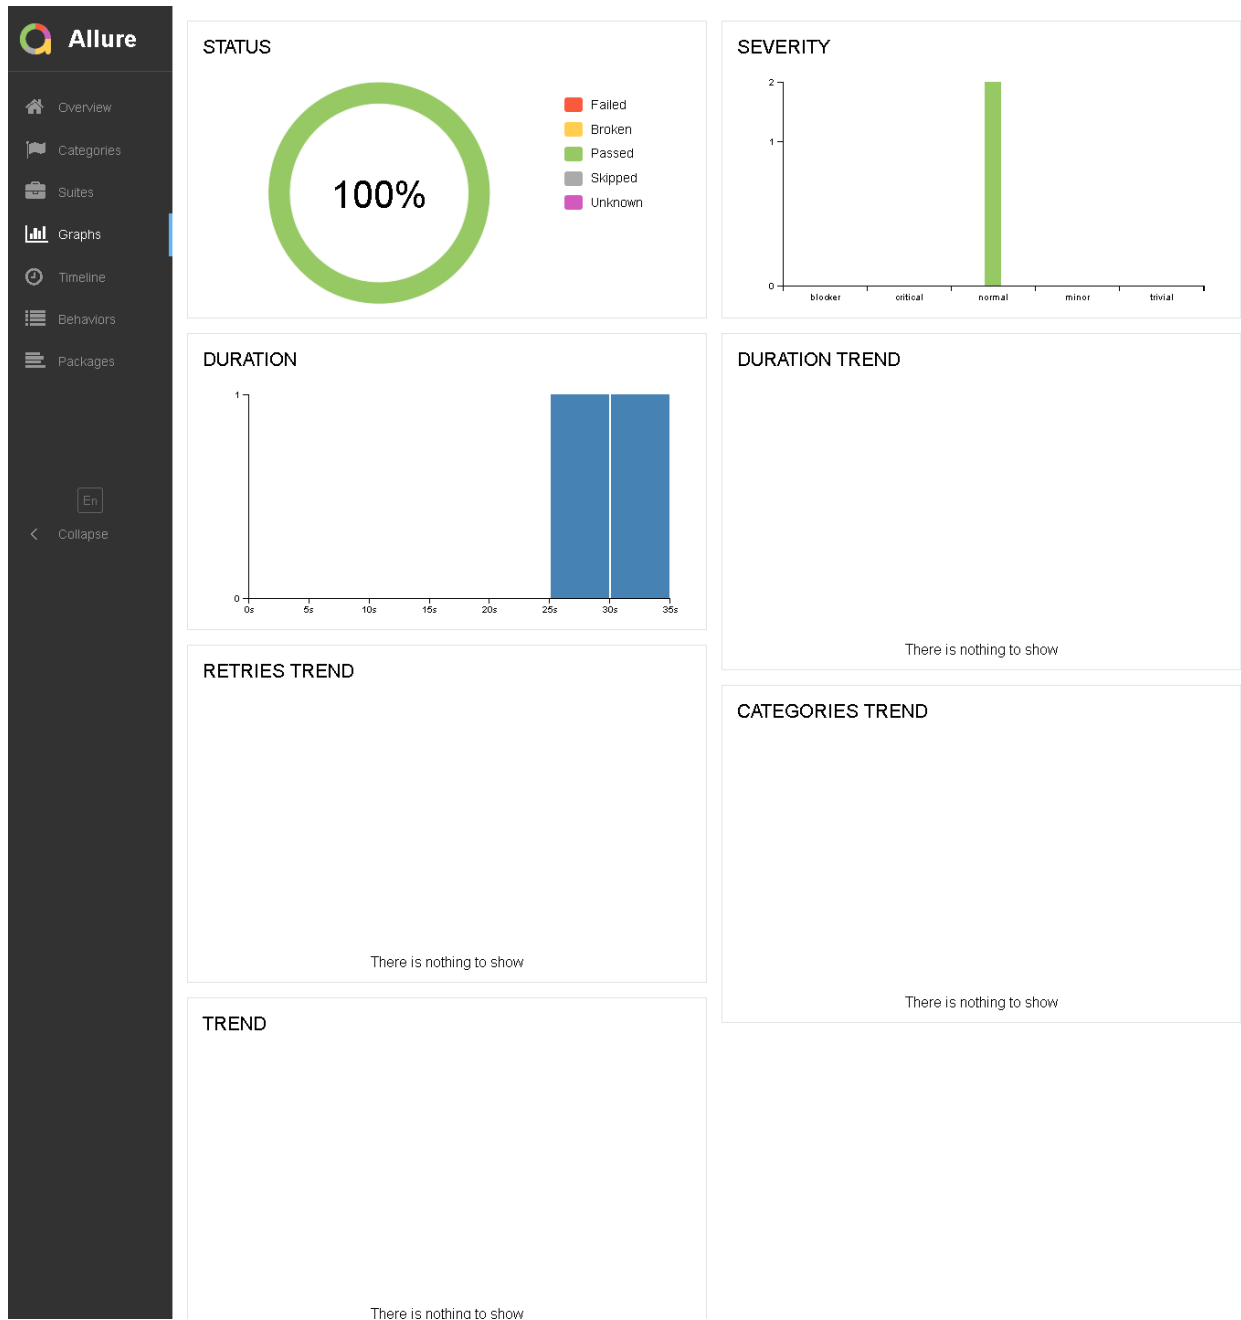 Allure
Overview
Categories
Suites
Graphs
Timeline
Behaviors
Packages
En
Collapse
STATUS
100%
Failed
Broken
Passed
Skipped
Unknown
SEVERITY
2
1
0
blocker critical normal minor trivial
DURATION
1
0
0s 5s 10s 15s 20s 25s 30s 35s
DURATION TREND
There is nothing to show
RETRIES TREND
There is nothing to show
CATEGORIES TREND
There is nothing to show
TREND
There is nothing to show